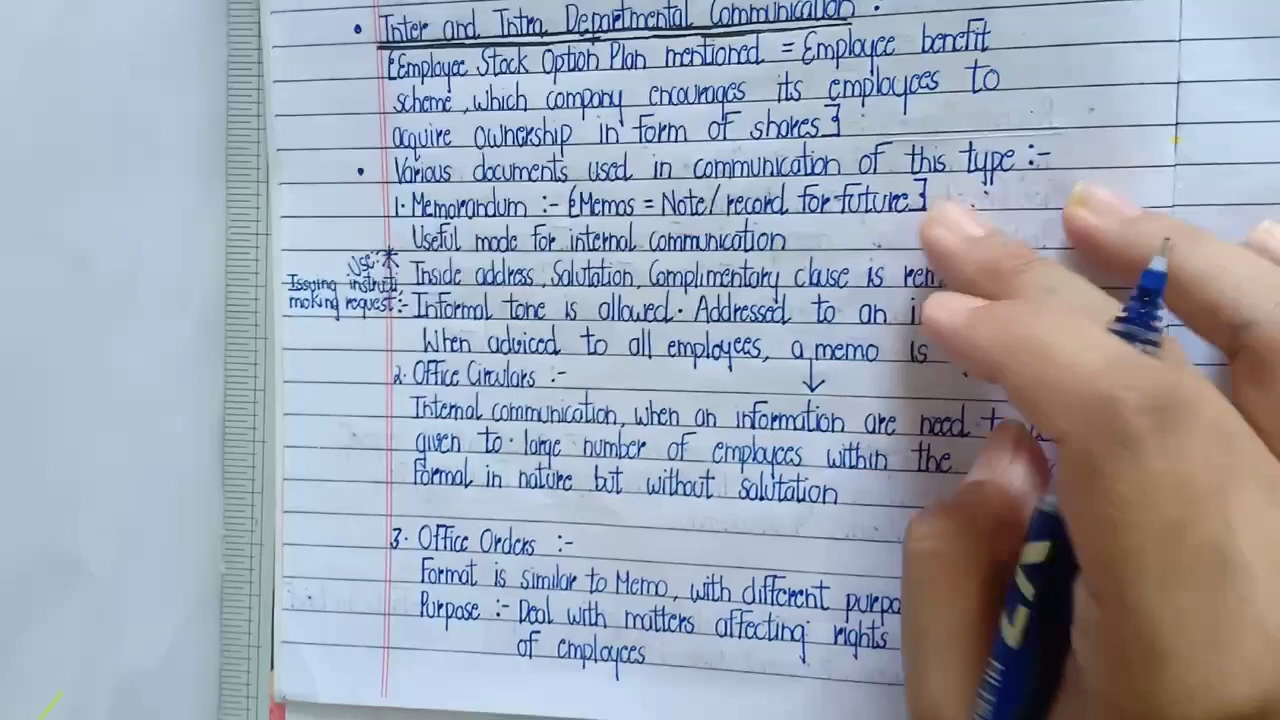 • Inter and Intra Departmental Communication :
[Employee Stock Option Plan mentioned = Employee benefit
scheme, which company encourages its employees to
acquire ownership in form of shares]
• Various documents used in communication of this type :-
1. Memorandum :- [Memos = Note/record for future]
Useful mode for internal communication
Use:-*
Inside address, Salutation, Complimentary clause is
Issuing
making request:-
Informal tone is allowed. Addressed to an
When adviced to all employees, a memo is
2. Office Circulars :-
Internal communication, when an information are need
given to large number of employees within the
Formal in nature but without salutation
3. Office Orders :-
Format is similar to Memo, with different
Purpose :- Deal with matters affecting rights
of employees